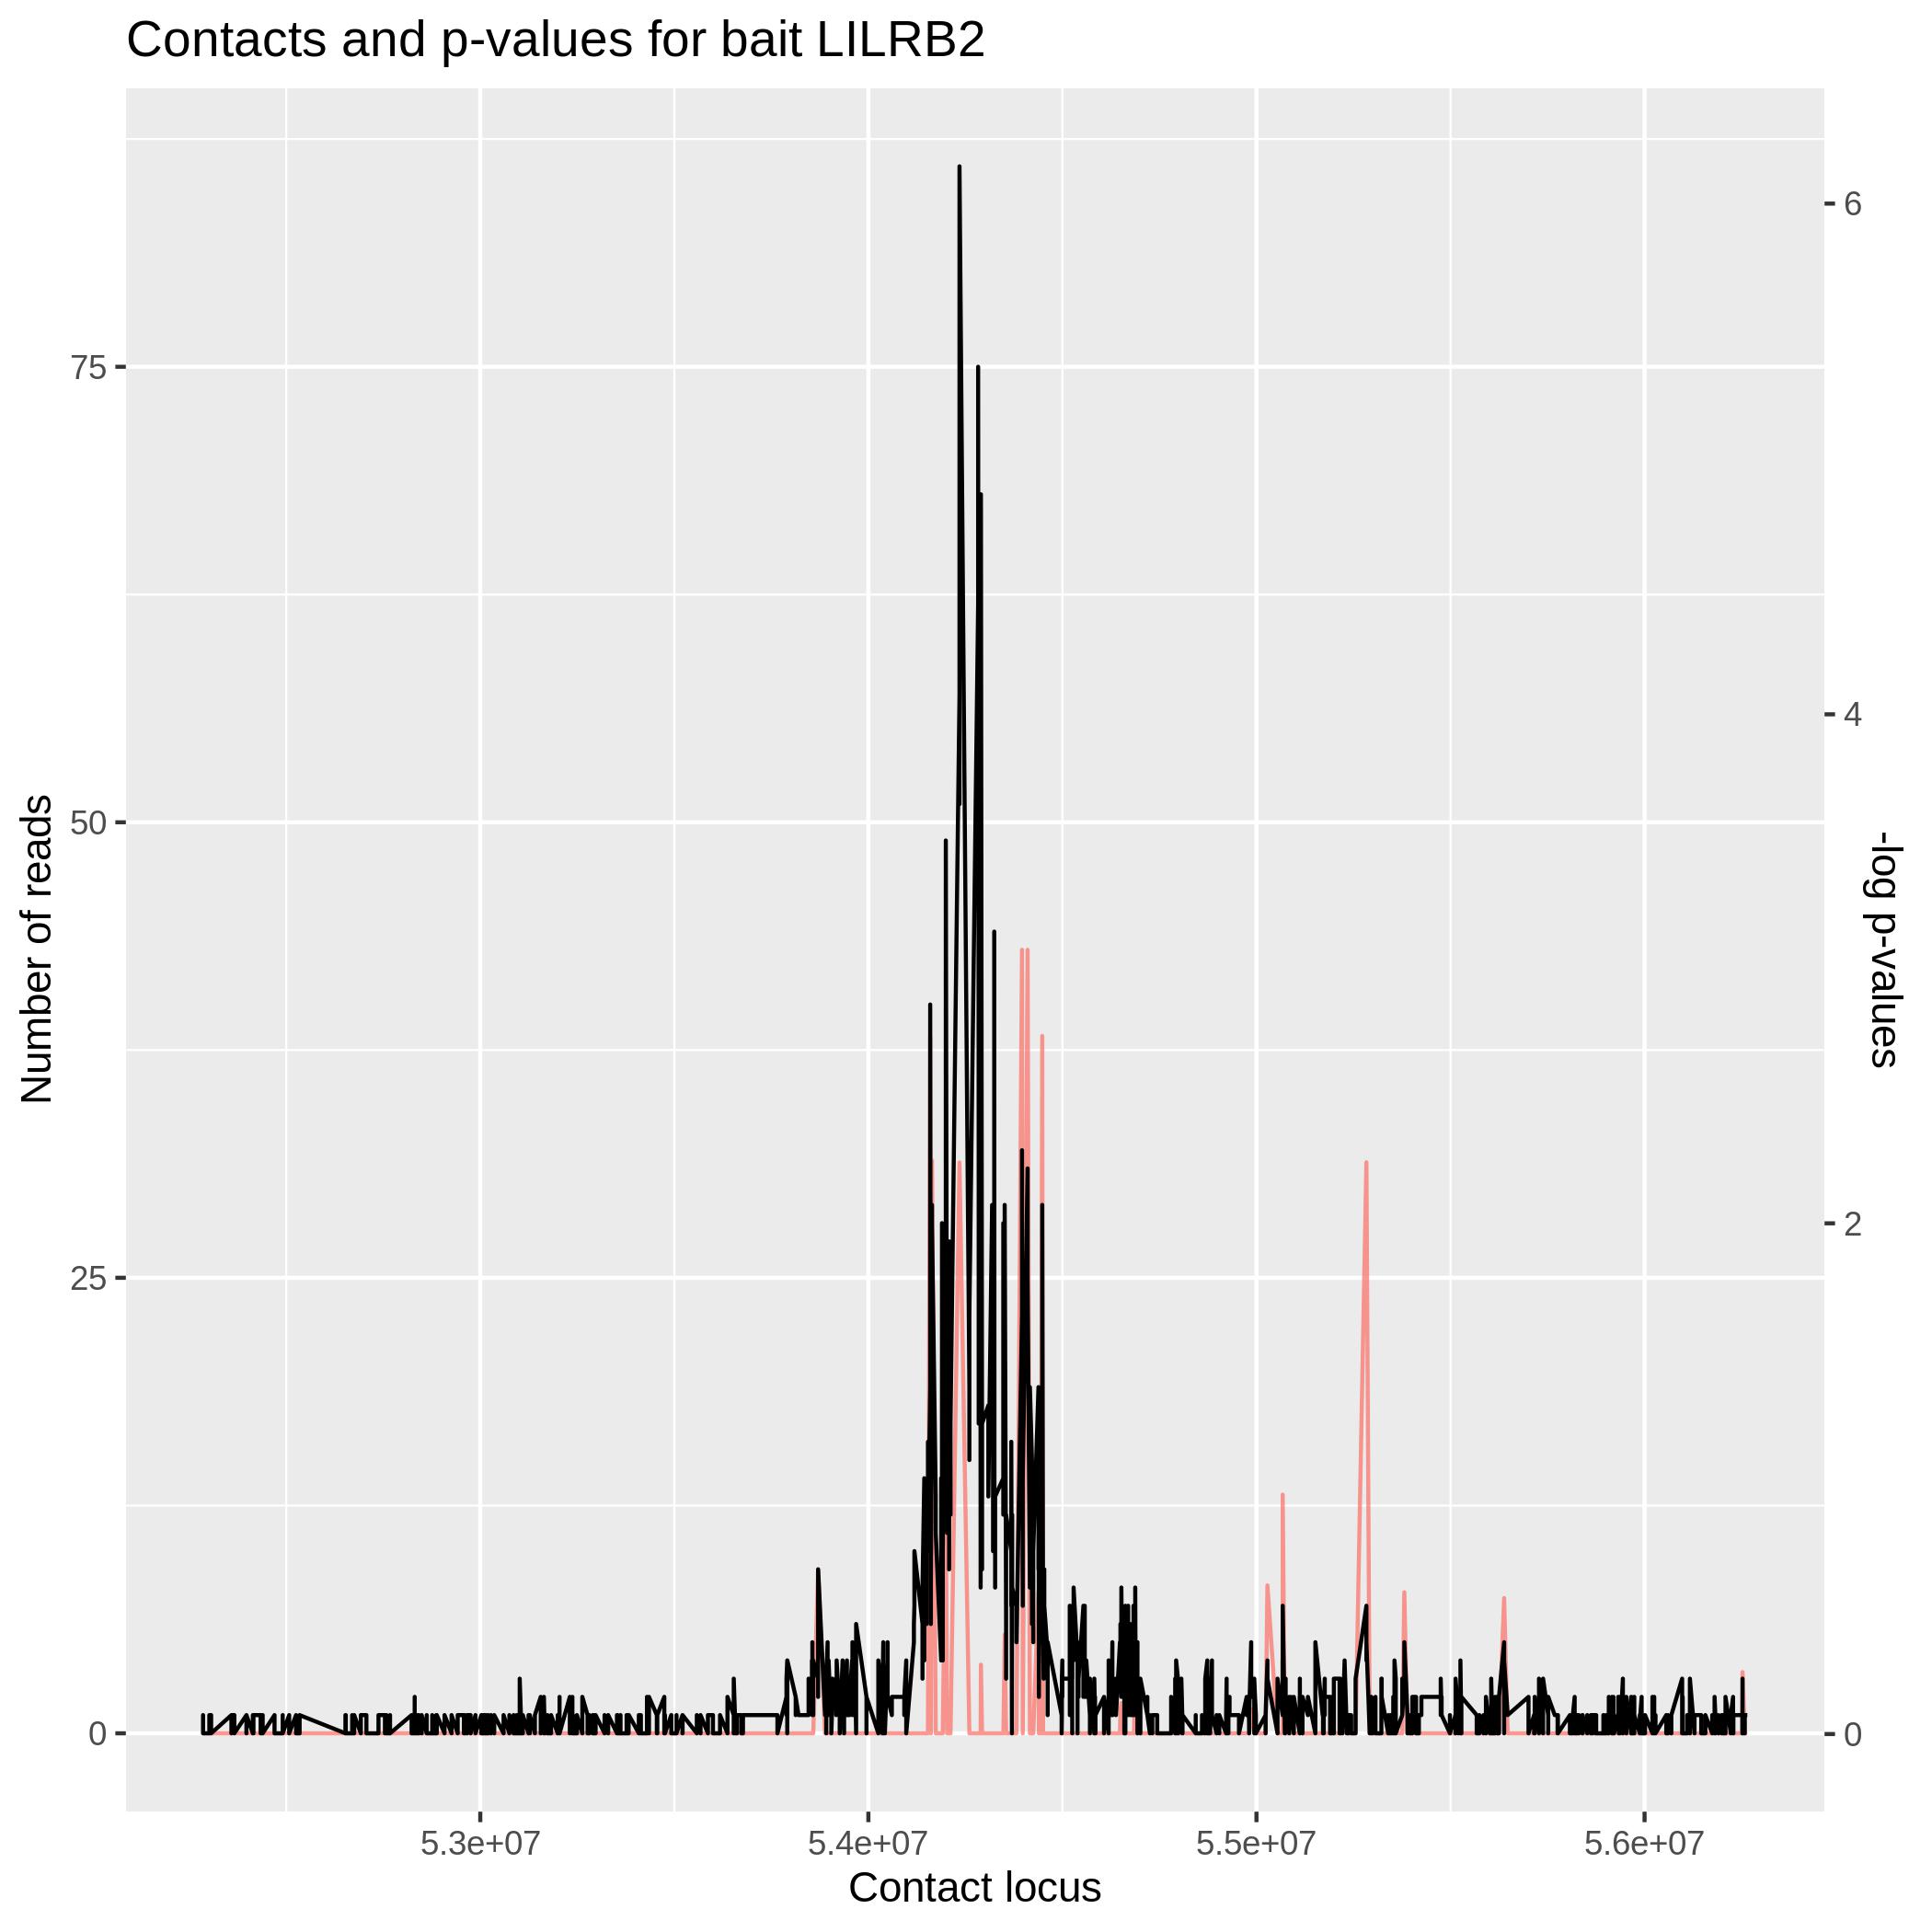 Contacts and p-values for bait LILRB2
75
50
25
0
Number of reads
6
4
2
0
-log p-values
5.3e+07
5.4e+07
5.5e+07
5.6e+07
Contact locus